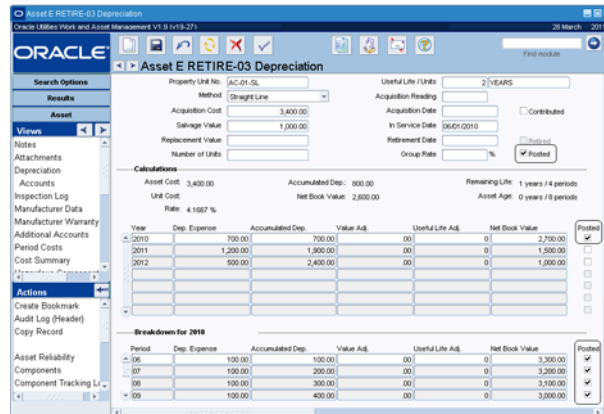 Asset E RETIRE-03 Depreciation
Oracle Utilities Work and Asset Management V1.9 (v19-27) 28 March 2011
ORACLE
Find module
Asset E RETIRE-03 Depreciation
Search Options
Results
Asset
Views
Notes
Attachments
Depreciation
Accounts
Inspection Log
Manufacturer Data
Manufacturer Warranty
Additional Accounts
Period Costs
Cost Summary
Actions
Create Bookmark
Audit Log (Header)
Copy Record
Asset Reliability
Components
Component Tracking
Property Unit No. AC-01-SL Useful Life / Units 2 YEARS
Method Straight Line Acquisition Reading
Acquisition Cost 3,400.00 Acquisition Date Contributed
Salvage Value 1,000.00 In Service Date 06/01/2010
Replacement Value Retirement Date Retired
Number of Units Group Rate % Posted
Calculations
Asset Cost: 3,400.00 Accumulated Dep.: 800.00 Remaining Life: 1 years / 4 periods
Unit Cost: Net Book Value: 2,600.00 Asset Age: 0 years / 8 periods
Rate: 4.1667 %
Year Dep. Expense Accumulated Dep. Value Adj. Useful Life Adj. Net Book Value Posted
2010 700.00 700.00 .00 0 2,700.00
2011 1,200.00 1,900.00 .00 0 1,500.00
2012 500.00 2,400.00 .00 0 1,000.00
Breakdown for 2010
Period Dep. Expense Accumulated Dep. Value Adj. Useful Life Adj. Net Book Value Posted
06 100.00 100.00 .00 0 3,300.00
07 100.00 200.00 .00 0 3,200.00
08 100.00 300.00 .00 0 3,100.00
09 100.00 400.00 .00 0 3,000.00